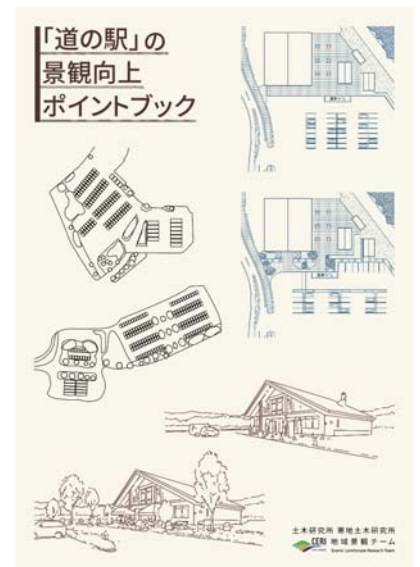 「道の駅」の
景観向上
ポイントブック
土木研究所 寒地土木研究所
CERI 地域景観チーム
Scenic Landscape Research Team